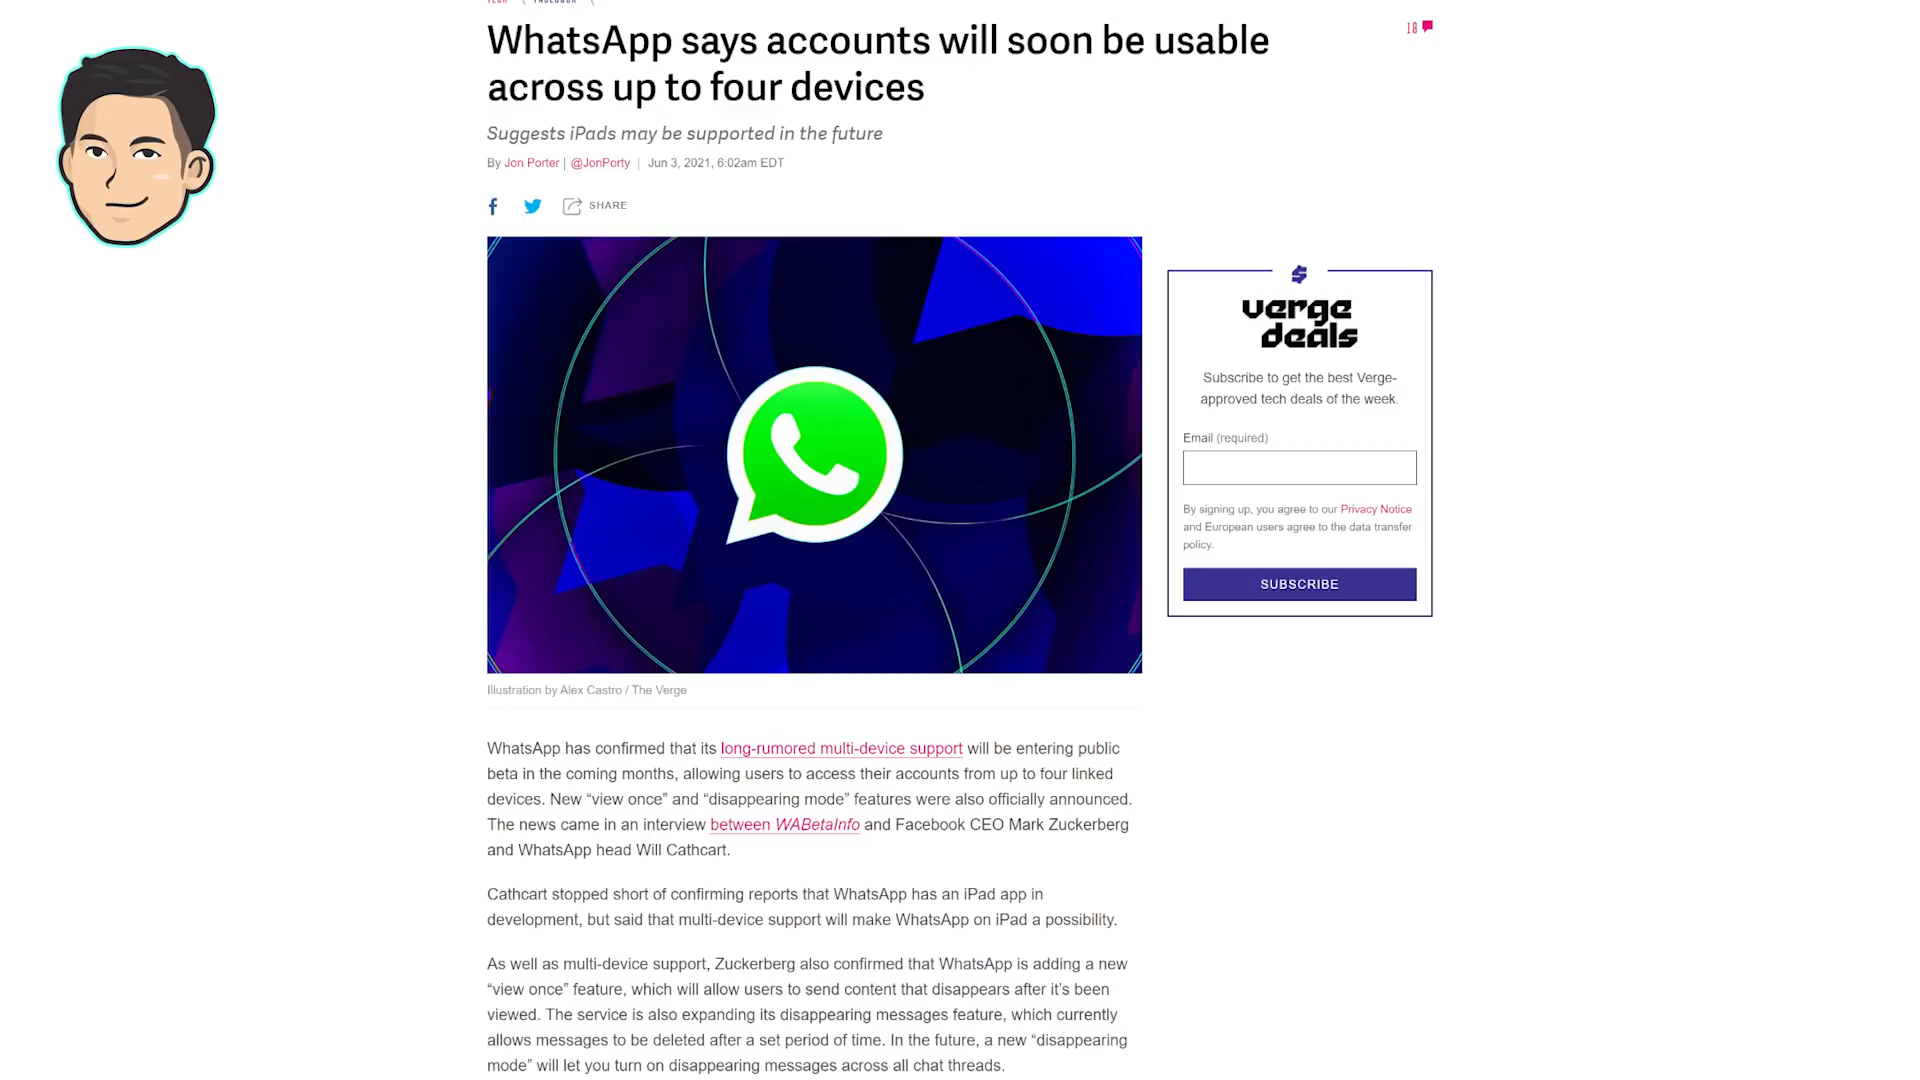 TECH \ FACEBOOK \
WhatsApp says accounts will soon be usable
across up to four devices
18
Suggests iPads may be supported in the future
By Jon Porter | @JonPorty | Jun 3, 2021, 6:02am EDT
SHARE
verge
deals
Subscribe to get the best Verge-
approved tech deals of the week.
Email (required)
By signing up, you agree to our Privacy Notice
and European users agree to the data transfer
policy.
SUBSCRIBE
Illustration by Alex Castro / The Verge
WhatsApp has confirmed that its long-rumored multi-device support will be entering public
beta in the coming months, allowing users to access their accounts from up to four linked
devices. New “view once” and “disappearing mode” features were also officially announced.
The news came in an interview between WABetaInfo and Facebook CEO Mark Zuckerberg
and WhatsApp head Will Cathcart.
Cathcart stopped short of confirming reports that WhatsApp has an iPad app in
development, but said that multi-device support will make WhatsApp on iPad a possibility.
As well as multi-device support, Zuckerberg also confirmed that WhatsApp is adding a new
“view once” feature, which will allow users to send content that disappears after it’s been
viewed. The service is also expanding its disappearing messages feature, which currently
allows messages to be deleted after a set period of time. In the future, a new “disappearing
mode” will let you turn on disappearing messages across all chat threads.